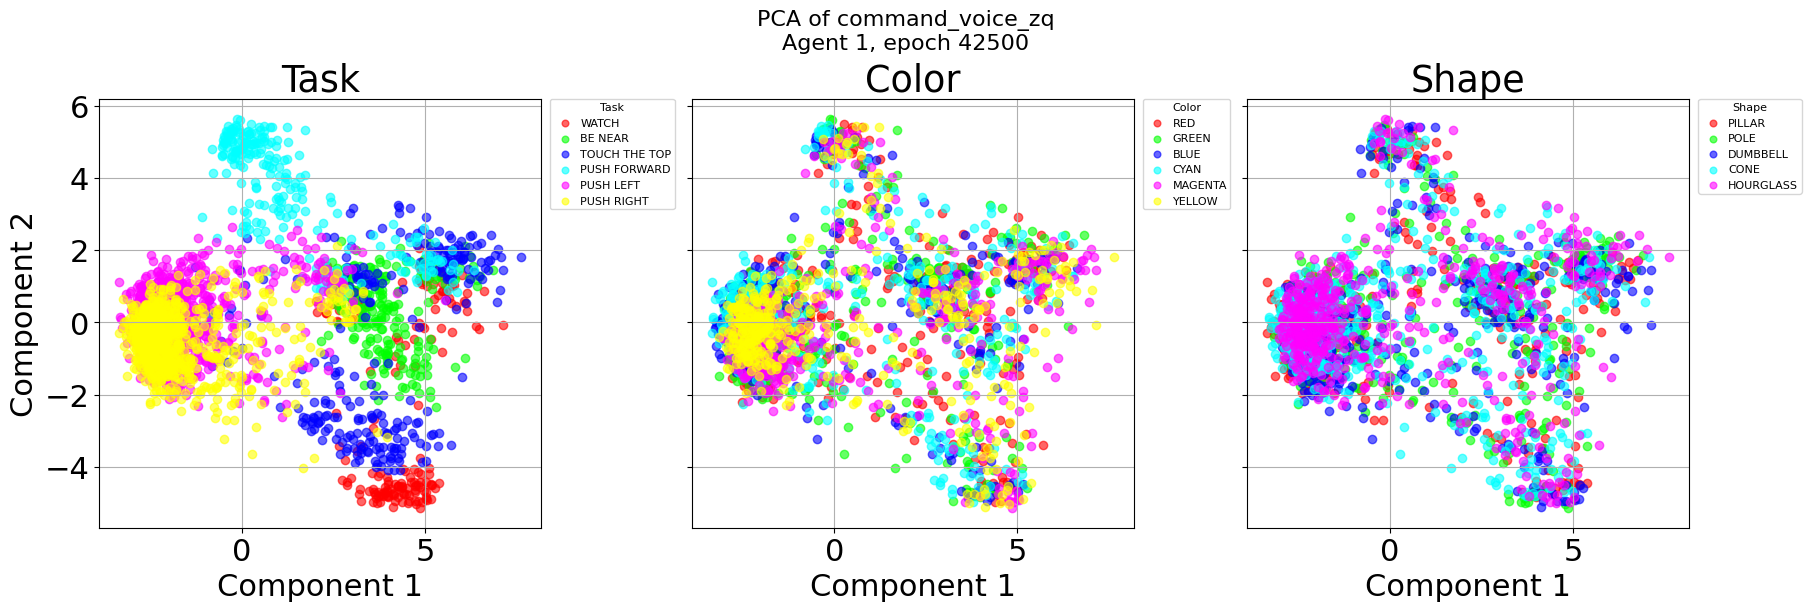 PCA of command_voice_zq
Agent 1, epoch 42500
Task
Color
Shape
Task
WATCH
BE NEAR
TOUCH THE TOP
PUSH FORWARD
PUSH LEFT
PUSH RIGHT
Color
RED
GREEN
BLUE
CYAN
MAGENTA
YELLOW
Shape
PILLAR
POLE
DUMBBELL
CONE
HOURGLASS
Component 2
6
4
2
0
−2
−4
0 5
0 5
0 5
Component 1
Component 1
Component 1